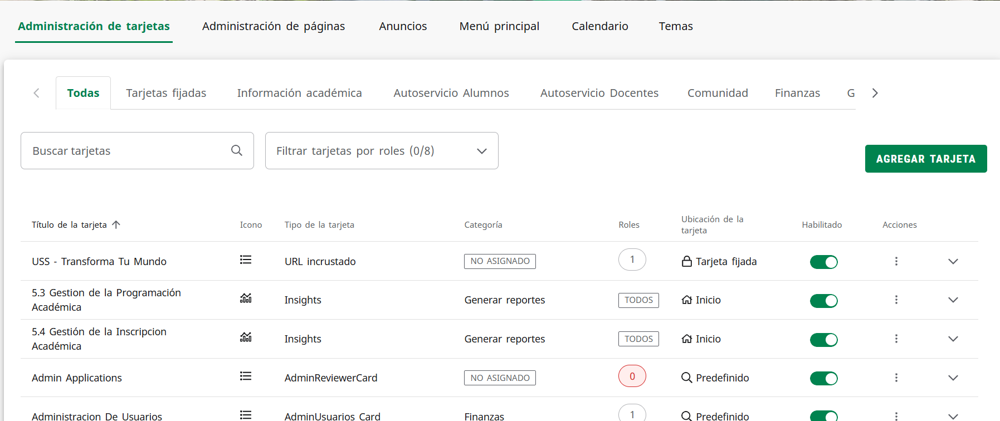 Administración de tarjetas Administración de páginas Anuncios Menú principal Calendario Temas
Todas Tarjetas fijadas Información académica Autoservicio Alumnos Autoservicio Docentes Comunidad Finanzas G
Buscar tarjetas Filtrar tarjetas por roles (0/8)
AGREGAR TARJETA
Título de la tarjeta Icono Tipo de la tarjeta Categoría Roles Ubicación de la tarjeta Habilitado Acciones
USS - Transforma Tu Mundo URL incrustado NO ASIGNADO 1 Tarjeta fijada
5.3 Gestion de la Programación
Académica Insights Generar reportes TODOS Inicio
5.4 Gestión de la Inscripcion
Académica Insights Generar reportes TODOS Inicio
Admin Applications AdminReviewerCard NO ASIGNADO 0 Predefinido
Administracion De Usuarios AdminUsuarios Card Finanzas 1 Predefinido